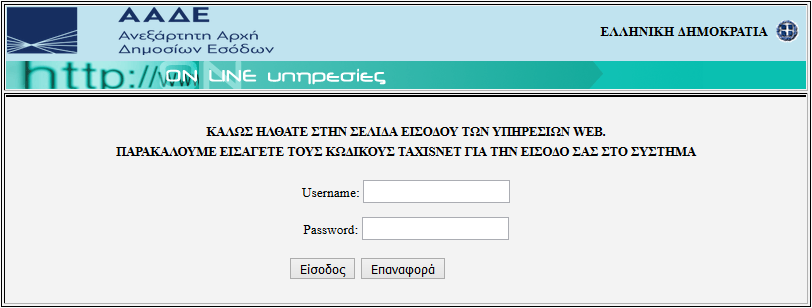 ΑΑΔΕ
Ανεξάρτητη Αρχή
Δημοσίων Εσόδων
ΕΛΛΗΝΙΚΗ ΔΗΜΟΚΡΑΤΙΑ
http://ww
ON LINE υπηρεσίες
ΚΑΛΩΣ ΗΛΘΑΤΕ ΣΤΗΝ ΣΕΛΙΔΑ ΕΙΣΟΔΟΥ ΤΩΝ ΥΠΗΡΕΣΙΩΝ WEB.
ΠΑΡΑΚΑΛΟΥΜΕ ΕΙΣΑΓΕΤΕ ΤΟΥΣ ΚΩΔΙΚΟΥΣ TAXISNET ΓΙΑ ΤΗΝ ΕΙΣΟΔΟ ΣΑΣ ΣΤΟ ΣΥΣΤΗΜΑ
Username:
Password:
Είσοδος Επαναφορά